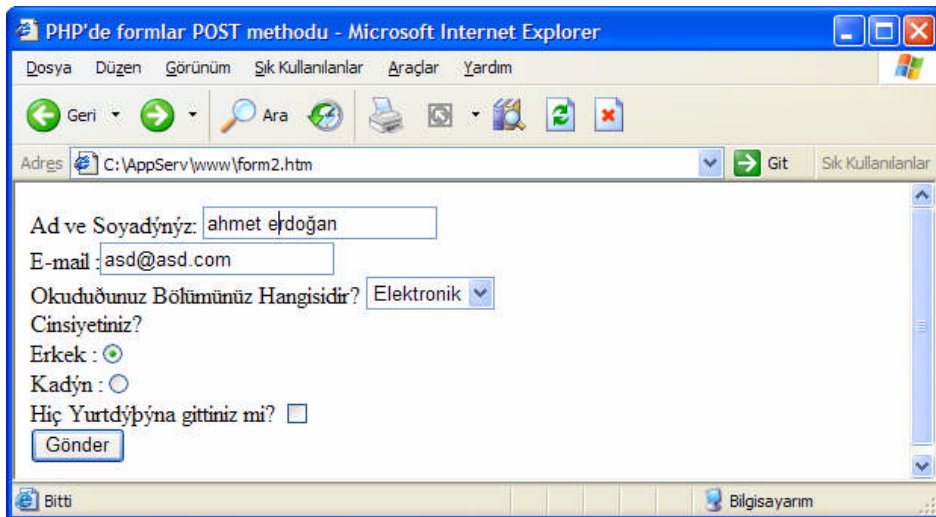 PHP'de formlar POST methodu - Microsoft Internet Explorer
Dosya Düzen Görünüm Sık Kullanılanlar Araçlar Yardım
Geri Ara
Adres C:\AppServ\www\form2.htm Git Sık Kullanılanlar
Ad ve Soyadýnýz: ahmet erdoğan
E-mail : asd@asd.com
Okuduðunuz Bölümünüz Hangisidir? Elektronik
Cinsiyetiniz?
Erkek :
Kadýn :
Hiç Yurtdýþýna gittiniz mi?
Gönder
Bitti Bilgisayarım